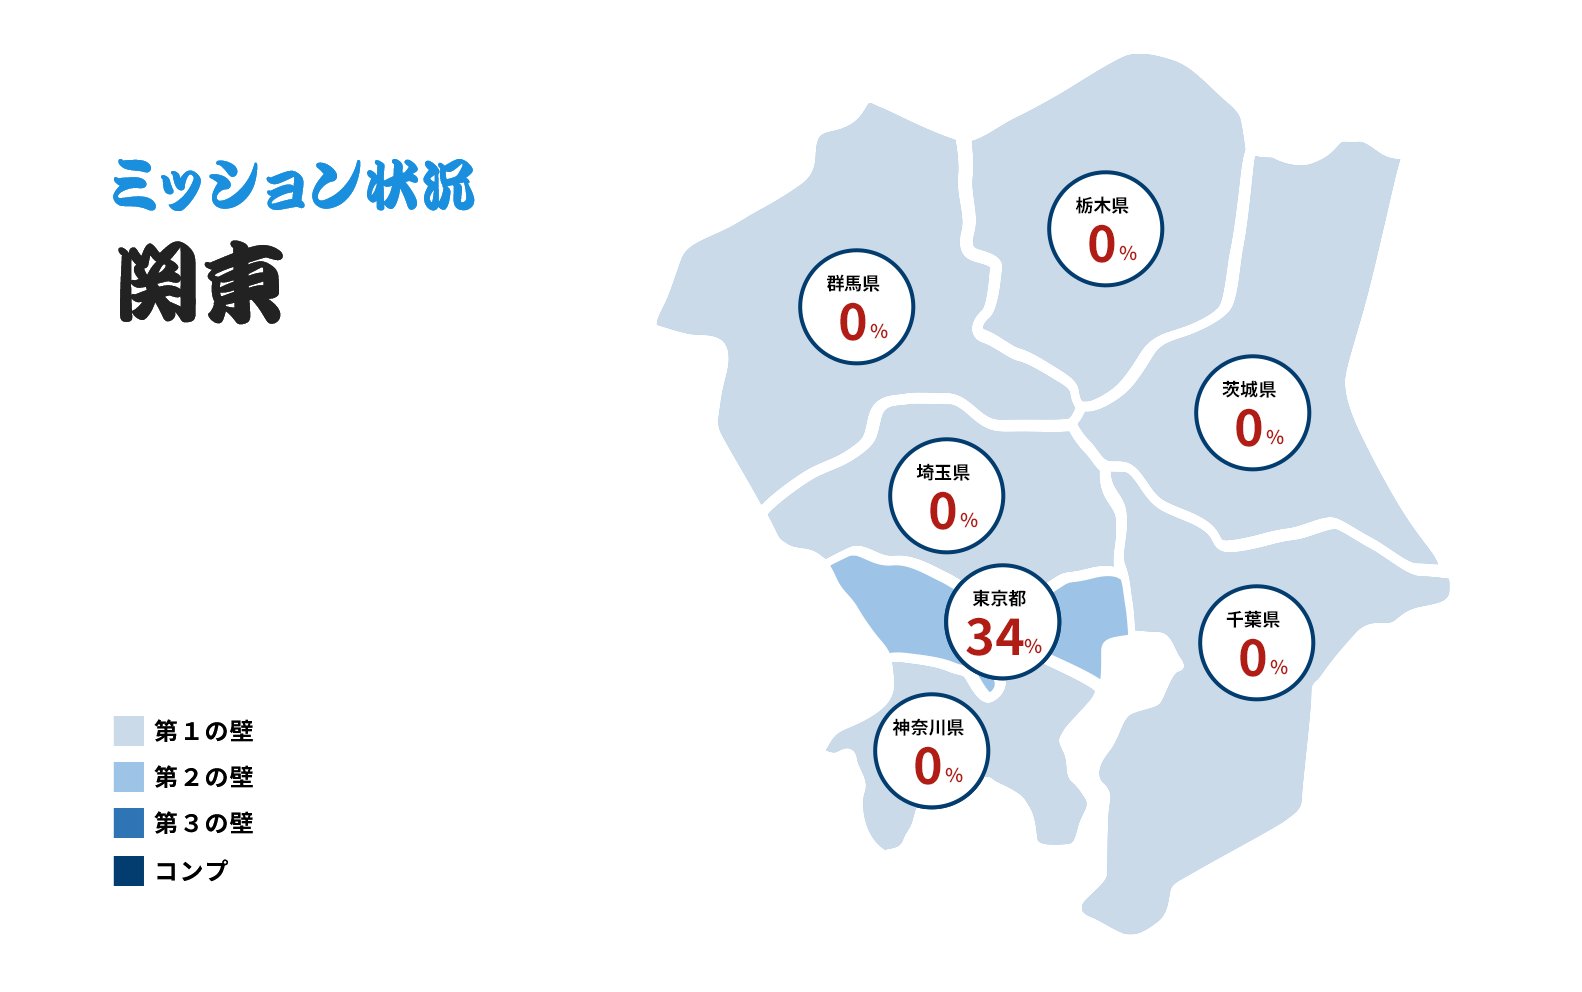 ミッション状況
関東
栃木県
0%
群馬県
0%
茨城県
0%
埼玉県
0%
東京都
34%
千葉県
0%
神奈川県
0%
第１の壁
第２の壁
第３の壁
コンプ